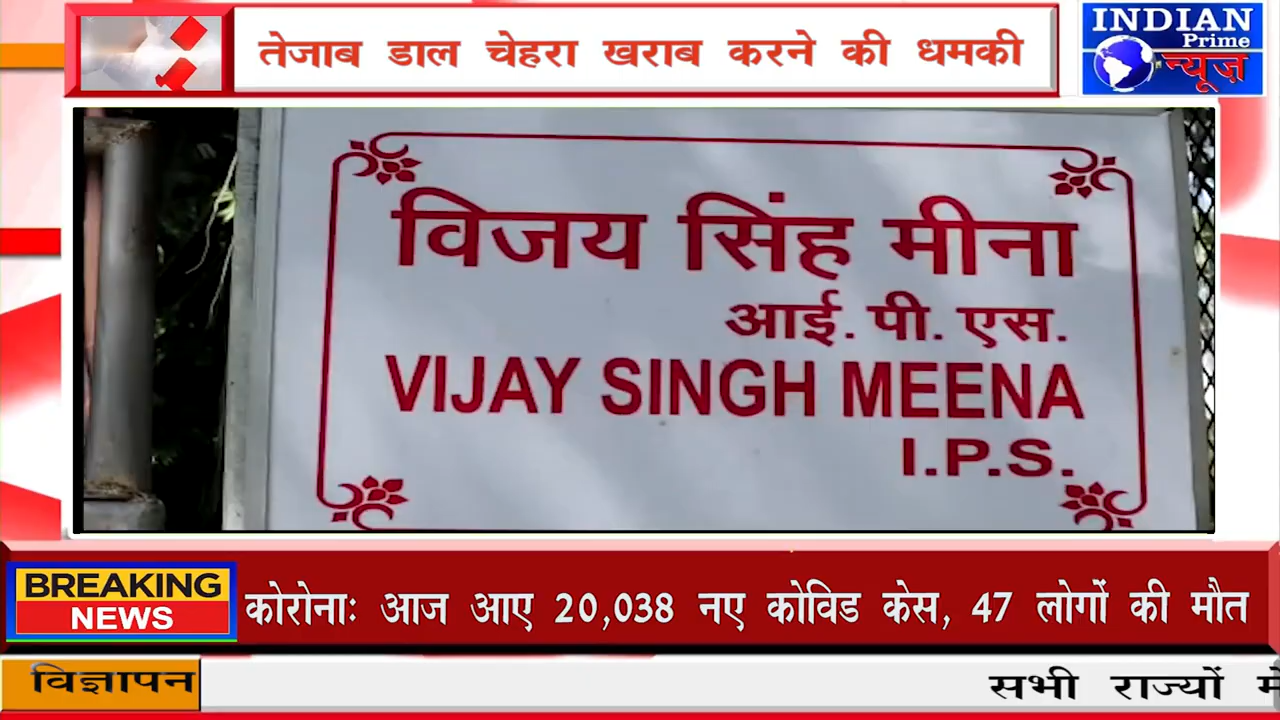 तेजाब डाल चेहरा खराब करने की धमकी
INDIAN
Prime
न्यूज़
विजय सिंह मीना
आई. पी. एस.
VIJAY SINGH MEENA
I.P.S.
BREAKING
NEWS
कोरोनाः आज आए 20,038 नए कोविड केस, 47 लोगों की मौत
विज्ञापन
सभी राज्यों में